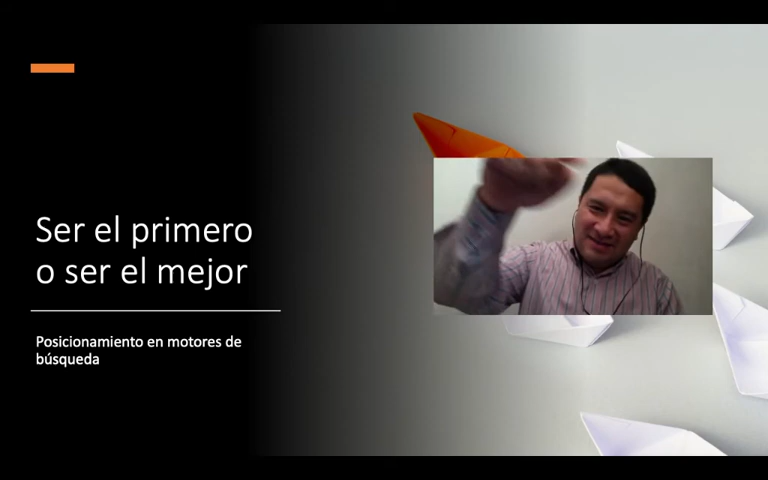 Ser el primero
o ser el mejor
Posicionamiento en motores de
búsqueda